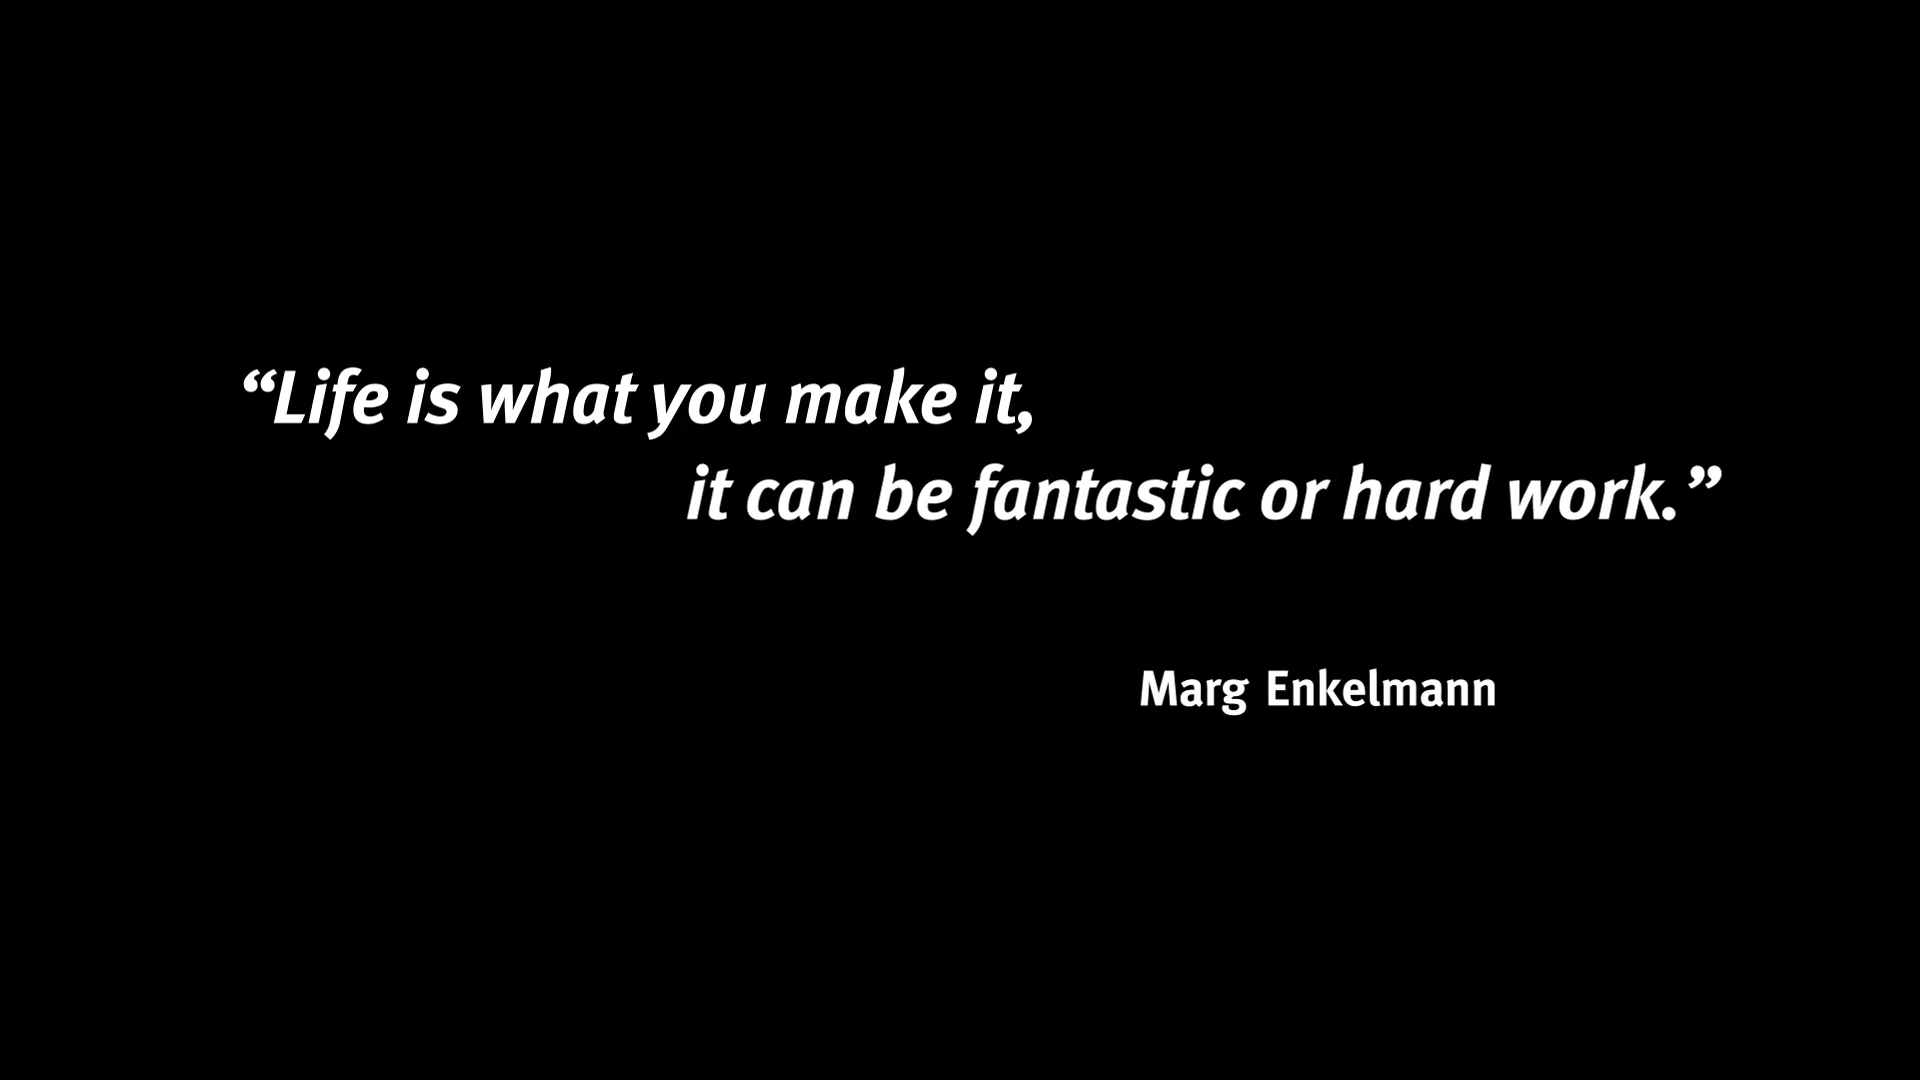 “Life is what you make it,
it can be fantastic or hard work.”
Marg Enkelmann